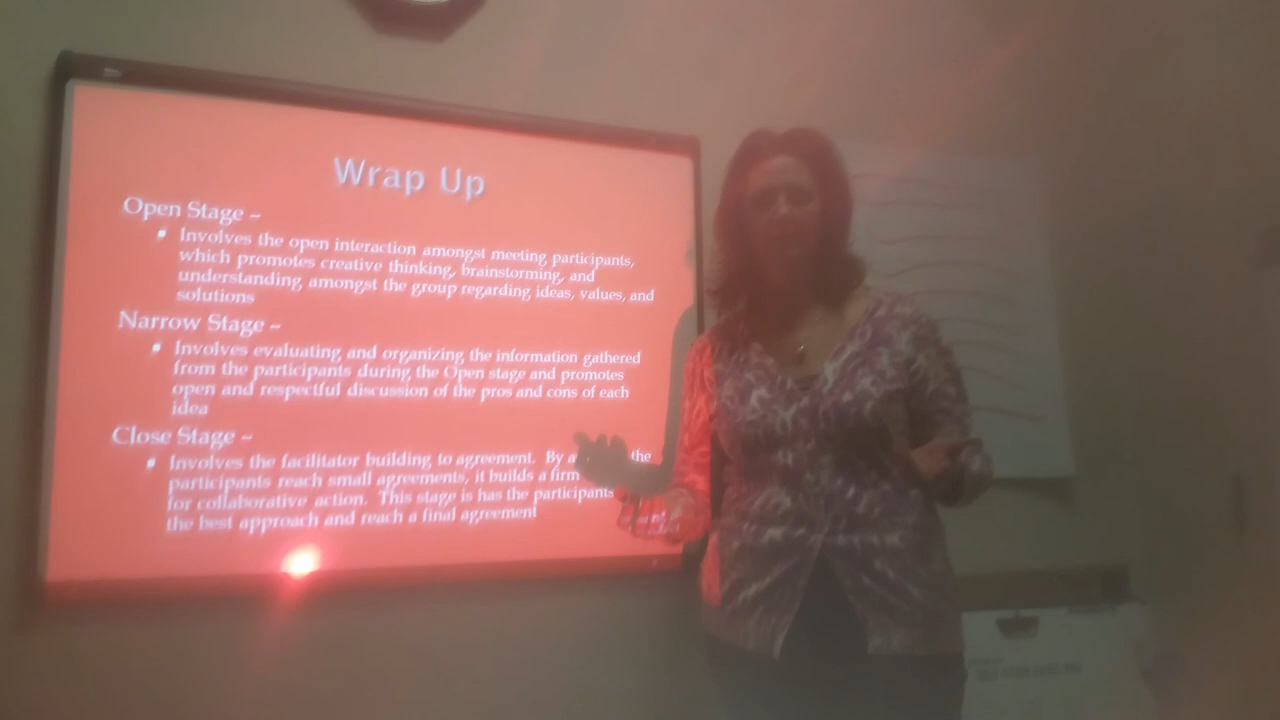 Wrap Up
Open Stage –
▪ Involves the open interaction amongst meeting participants,
which promotes creative thinking, brainstorming, and
understanding amongst the group regarding ideas, values, and
solutions
Narrow Stage –
▪ Involves evaluating and organizing the information gathered
from the participants during the Open stage and promotes
open and respectful discussion of the pros and cons of each
idea
Close Stage –
▪ Involves the facilitator building to agreement. By the
participants reach small agreements, it builds a firm
for collaborative action. This stage is has the participants
the best approach and reach a final agreement